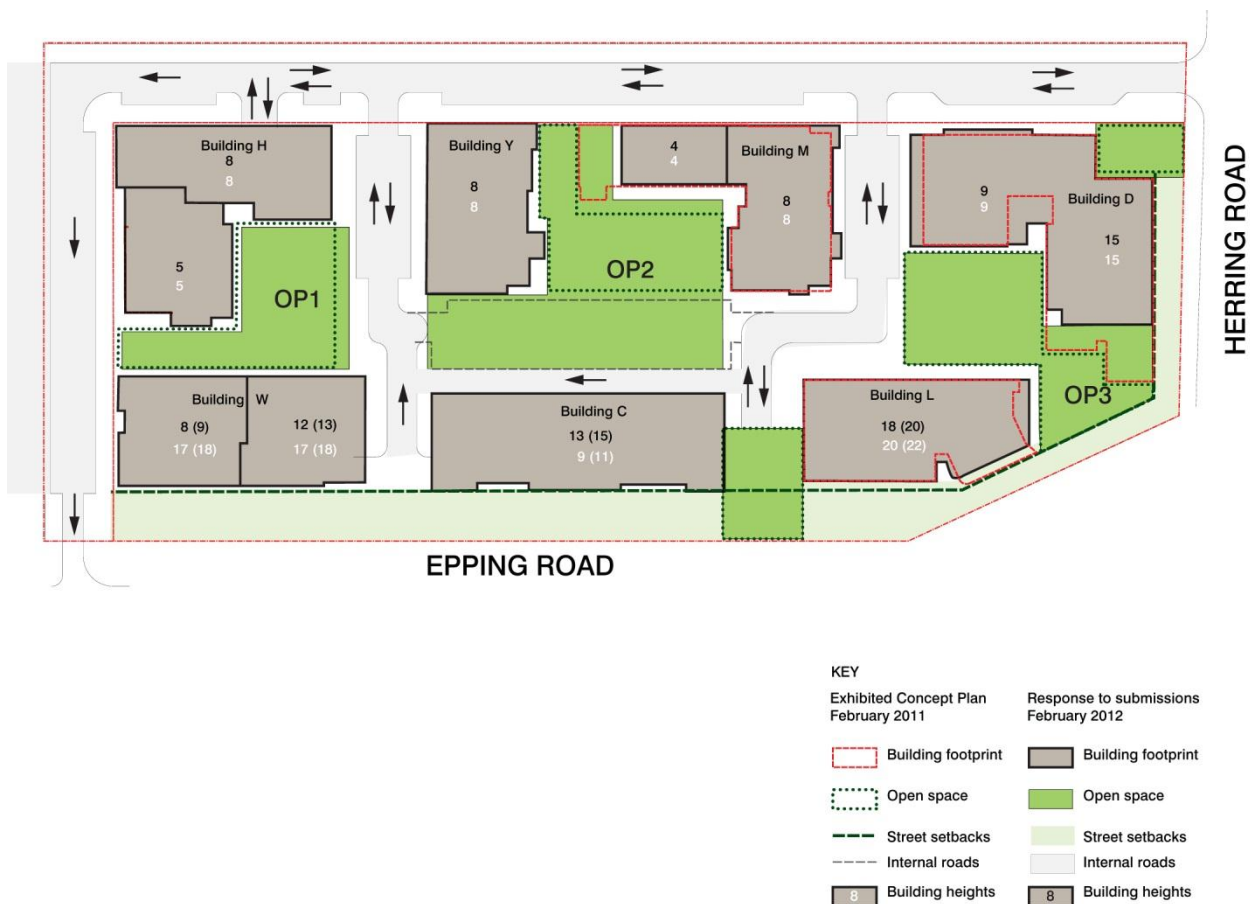 Building H
8
8
5
5
OP1
Building Y
8
8
OP2
4
4
Building M
8
8
9
9
Building D
15
15
OP3
HERRING ROAD
Building W
8 (9)
17 (18)
12 (13)
17 (18)
Building C
13 (15)
9 (11)
Building L
18 (20)
20 (22)
EPPING ROAD
KEY
Exhibited Concept Plan
February 2011
Building footprint
Open space
Street setbacks
Internal roads
8 Building heights
Response to submissions
February 2012
Building footprint
Open space
Street setbacks
Internal roads
8 Building heights